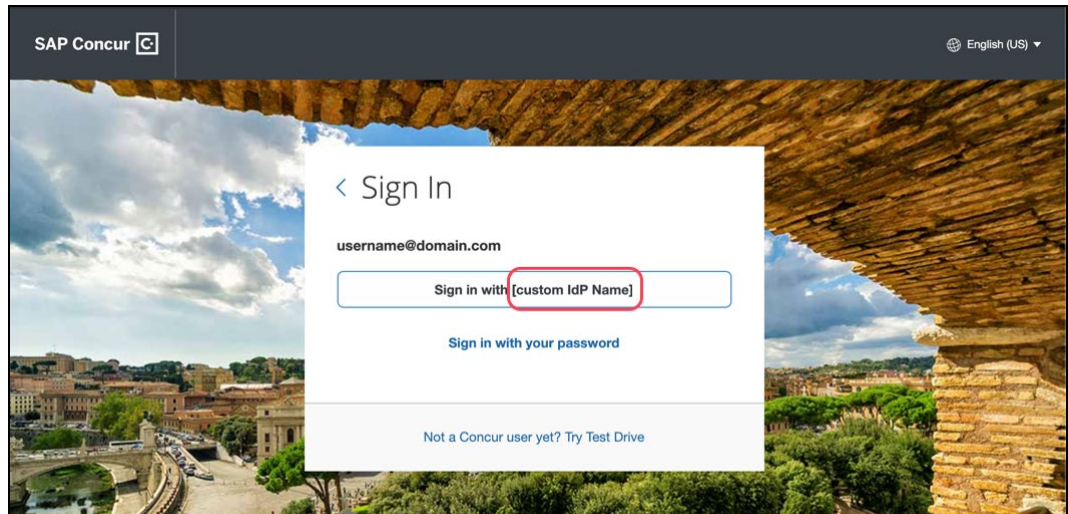 SAP Concur C
English (US)
< Sign In
username@domain.com
Sign in with [custom IdP Name]
Sign in with your password
Not a Concur user yet? Try Test Drive